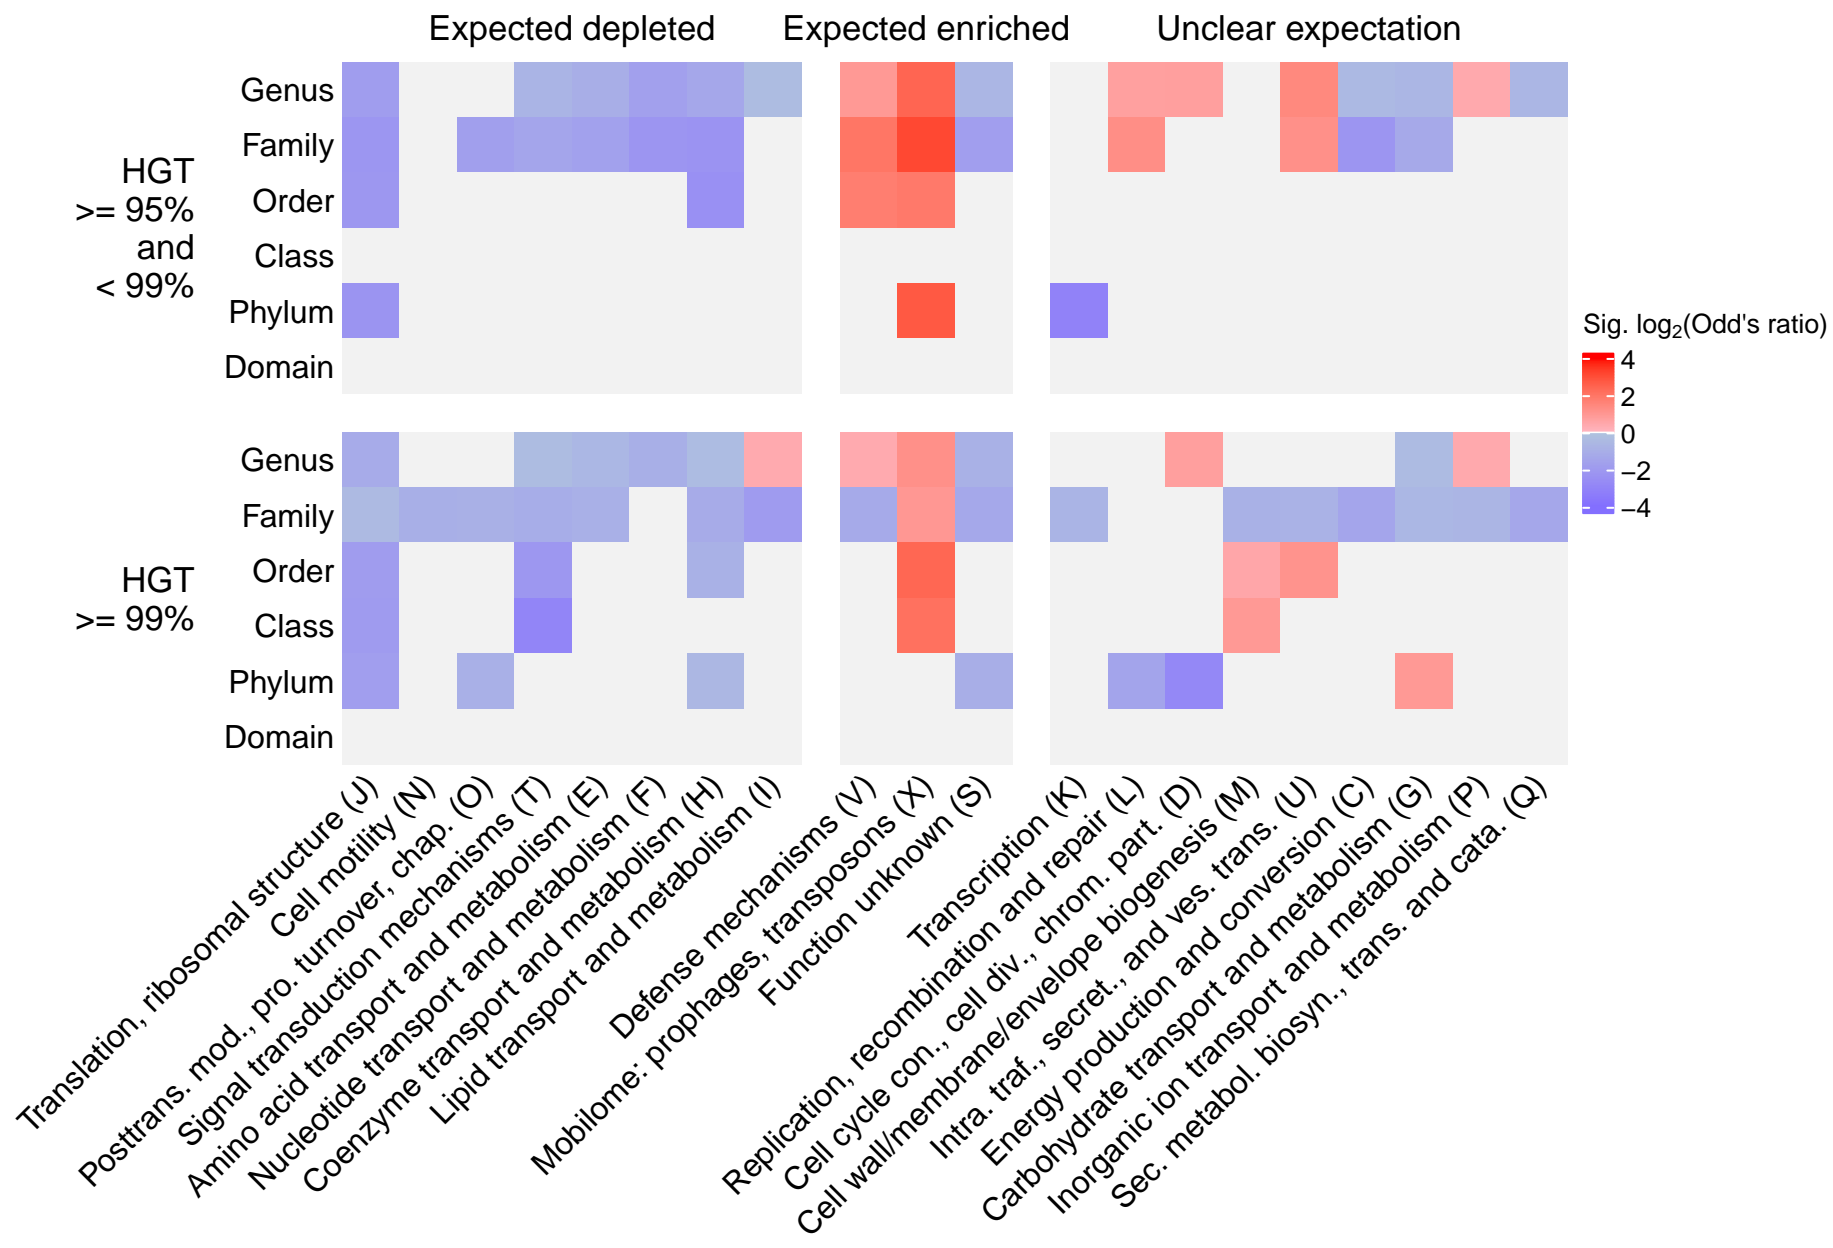 Expected depleted
Expected enriched
Unclear expectation
HGT
>= 95%
and
< 99%
Genus
Family
Order
Class
Phylum
Domain
HGT
>= 99%
Genus
Family
Order
Class
Phylum
Domain
Sig. log₂(Odd's ratio)
4
2
0
−2
−4
Translation, ribosomal structure (J)
Cell motility (N)
Posttrans. mod., pro. turnover, chap. (O)
Signal transduction mechanisms (T)
Amino acid transport and metabolism (E)
Nucleotide transport and metabolism (F)
Coenzyme transport and metabolism (H)
Lipid transport and metabolism (I)
Defense mechanisms (V)
Mobilome: prophages, transposons (X)
Function unknown (S)
Transcription (K)
Replication, recombination and repair (L)
Cell cycle con., cell div., chrom. part. (D)
Cell wall/membrane/envelope biogenesis (M)
Intra. traf., secret., and ves. trans. (U)
Energy production and conversion (C)
Carbohydrate transport and metabolism (G)
Inorganic ion transport and metabolism (P)
Sec. metabol. biosyn., trans. and cata. (Q)